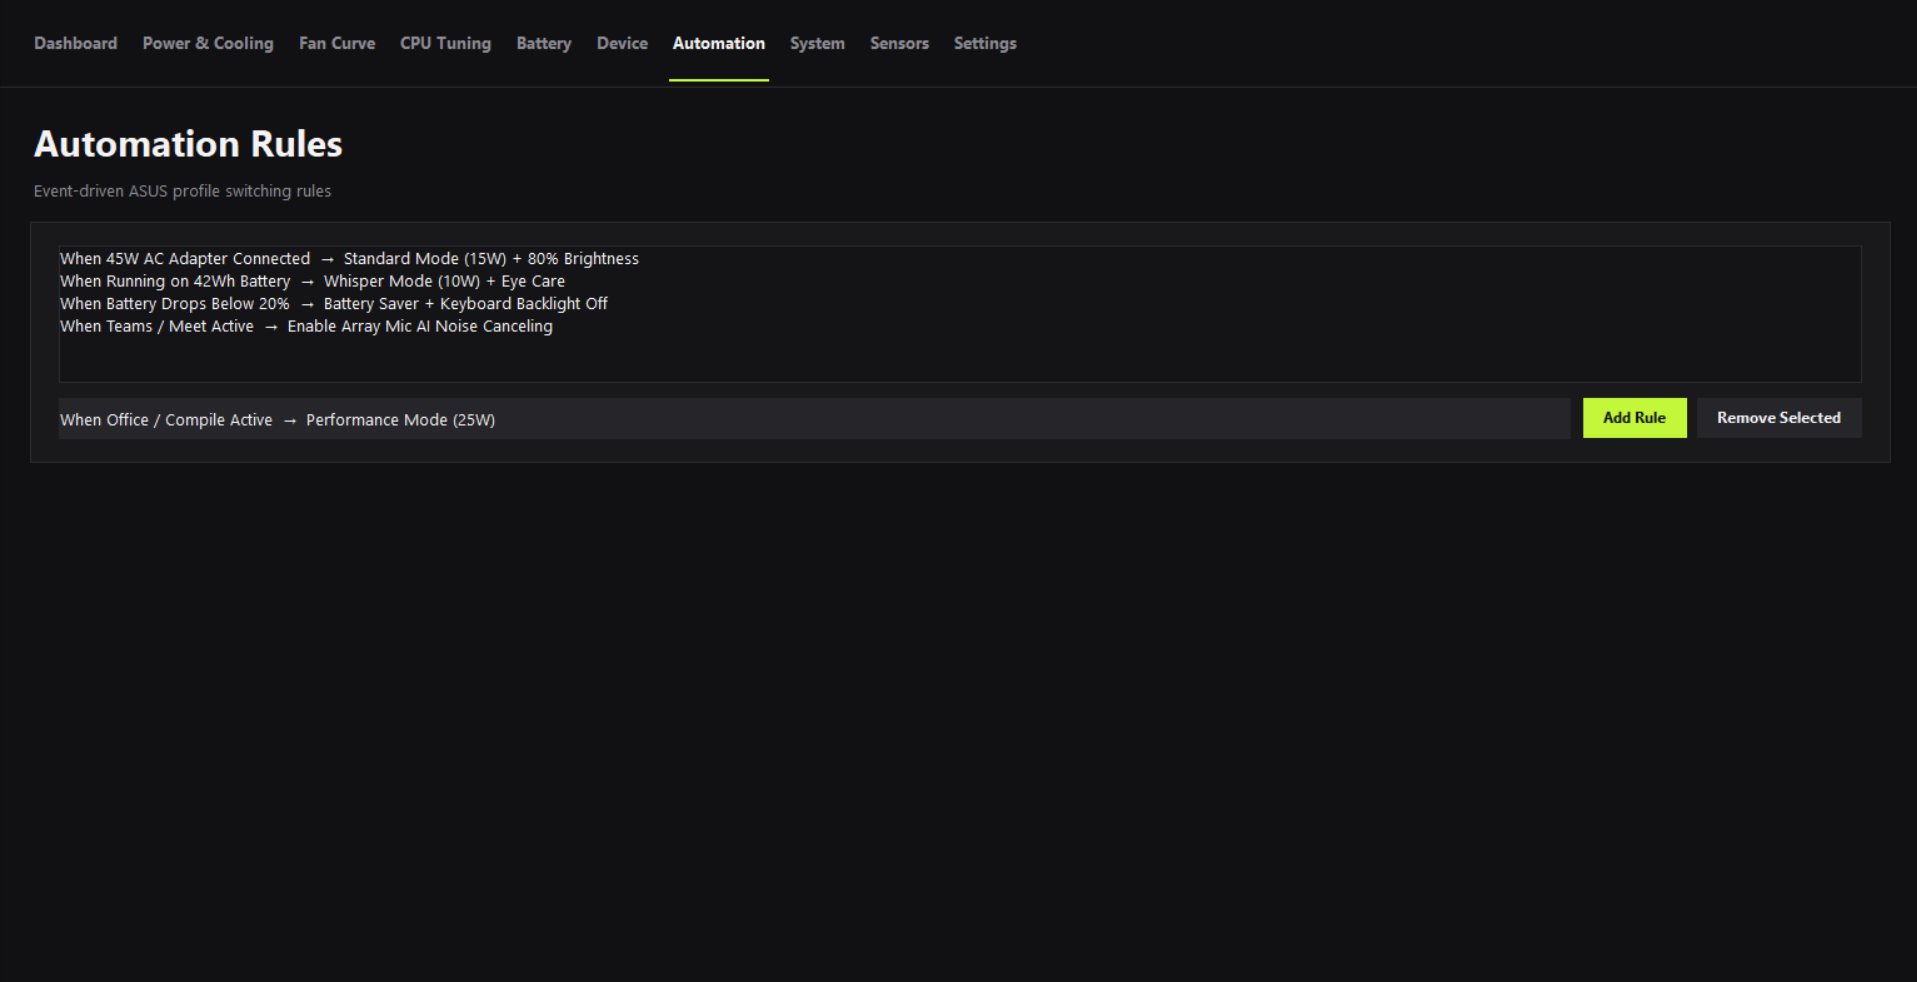 Dashboard Power & Cooling Fan Curve CPU Tuning Battery Device Automation System Sensors Settings
Automation Rules
Event-driven ASUS profile switching rules
When 45W AC Adapter Connected → Standard Mode (15W) + 80% Brightness
When Running on 42Wh Battery → Whisper Mode (10W) + Eye Care
When Battery Drops Below 20% → Battery Saver + Keyboard Backlight Off
When Teams / Meet Active → Enable Array Mic AI Noise Canceling
When Office / Compile Active → Performance Mode (25W) Add Rule Remove Selected